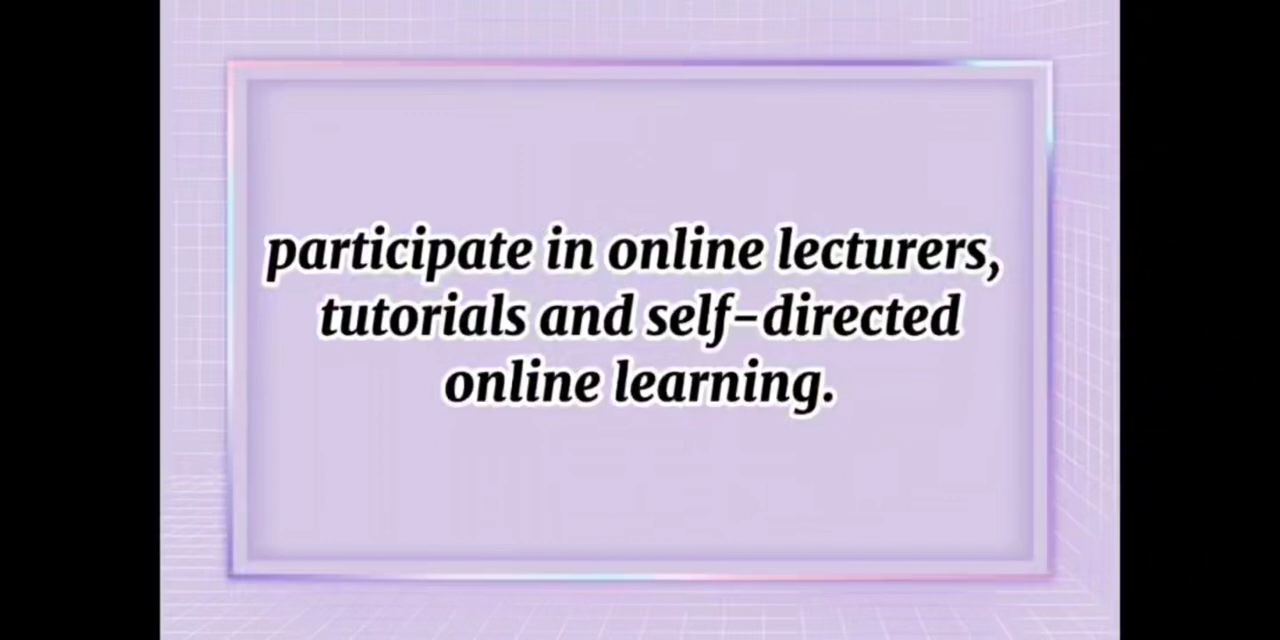 participate in online lecturers,
tutorials and self-directed
online learning.